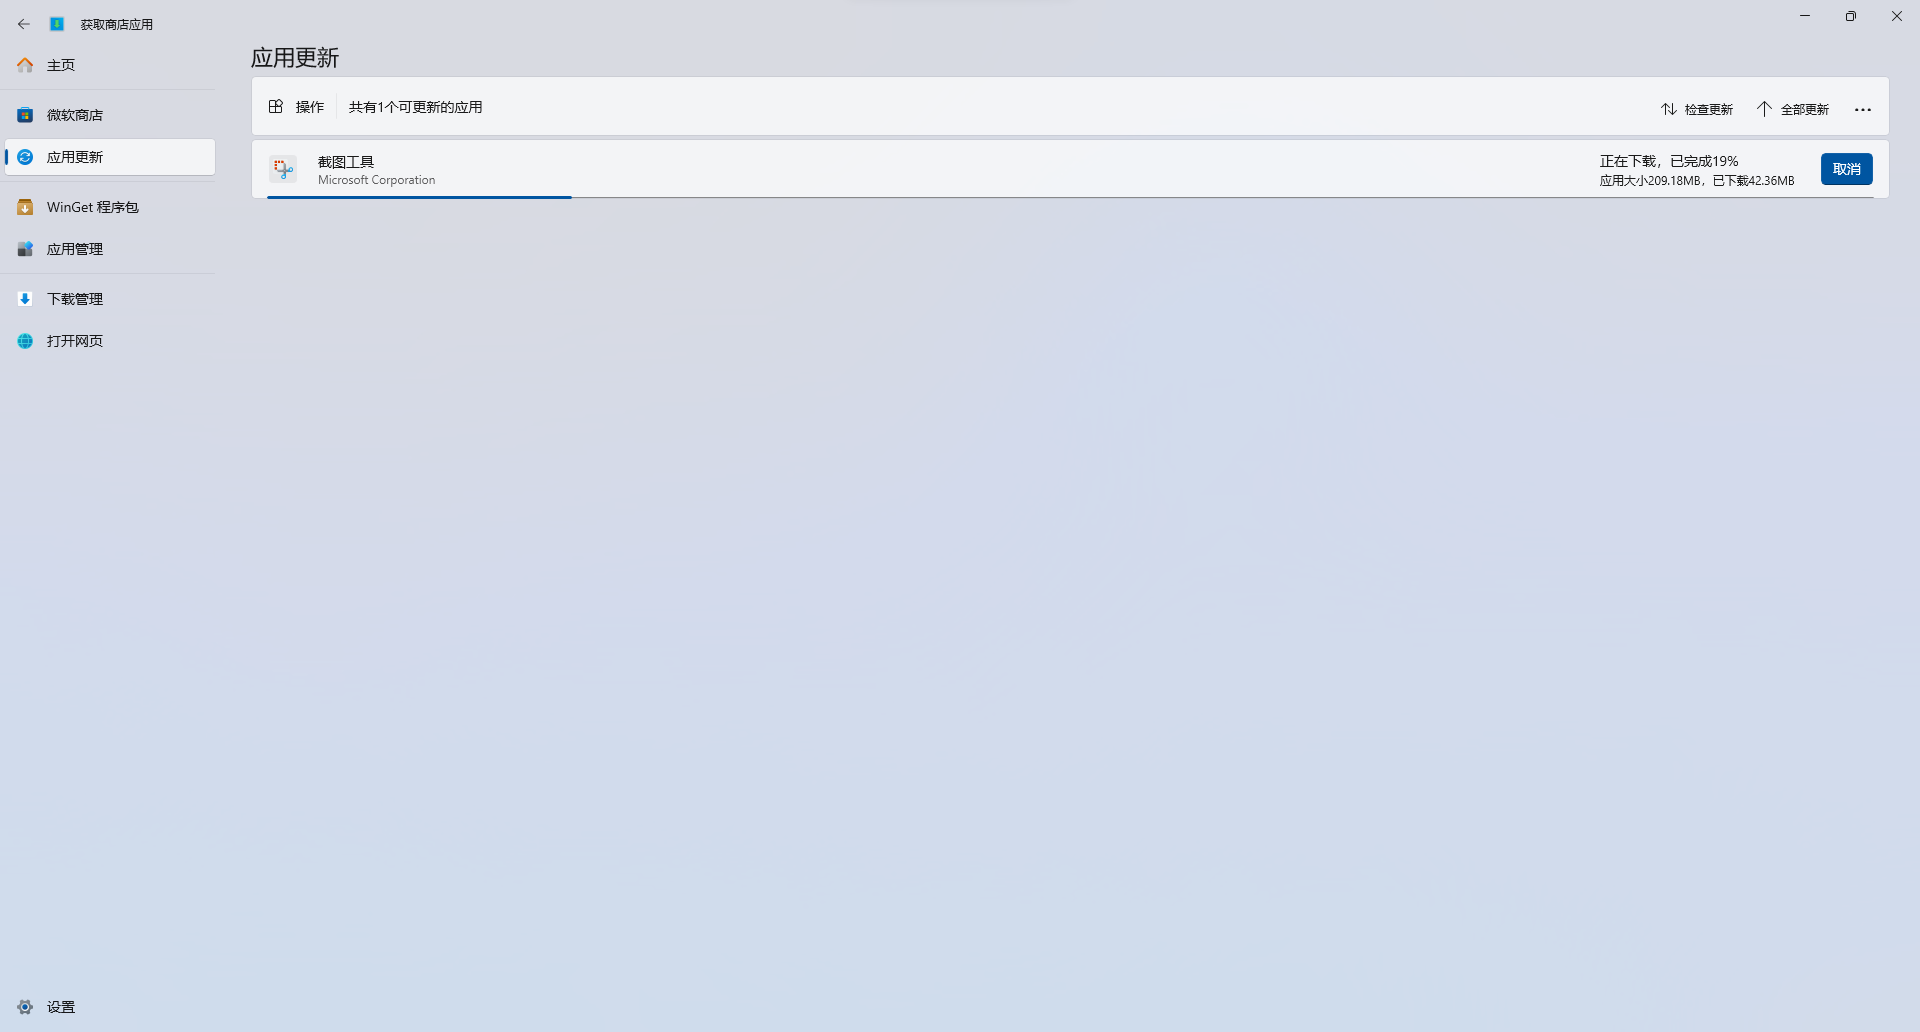 获取商店应用
主页
微软商店
应用更新
WinGet 程序包
应用管理
下载管理
打开网页
设置
应用更新
操作
共有1个可更新的应用
检查更新
全部更新
截图工具
Microsoft Corporation
正在下载，已完成19%
应用大小209.18MB，已下载42.36MB
取消